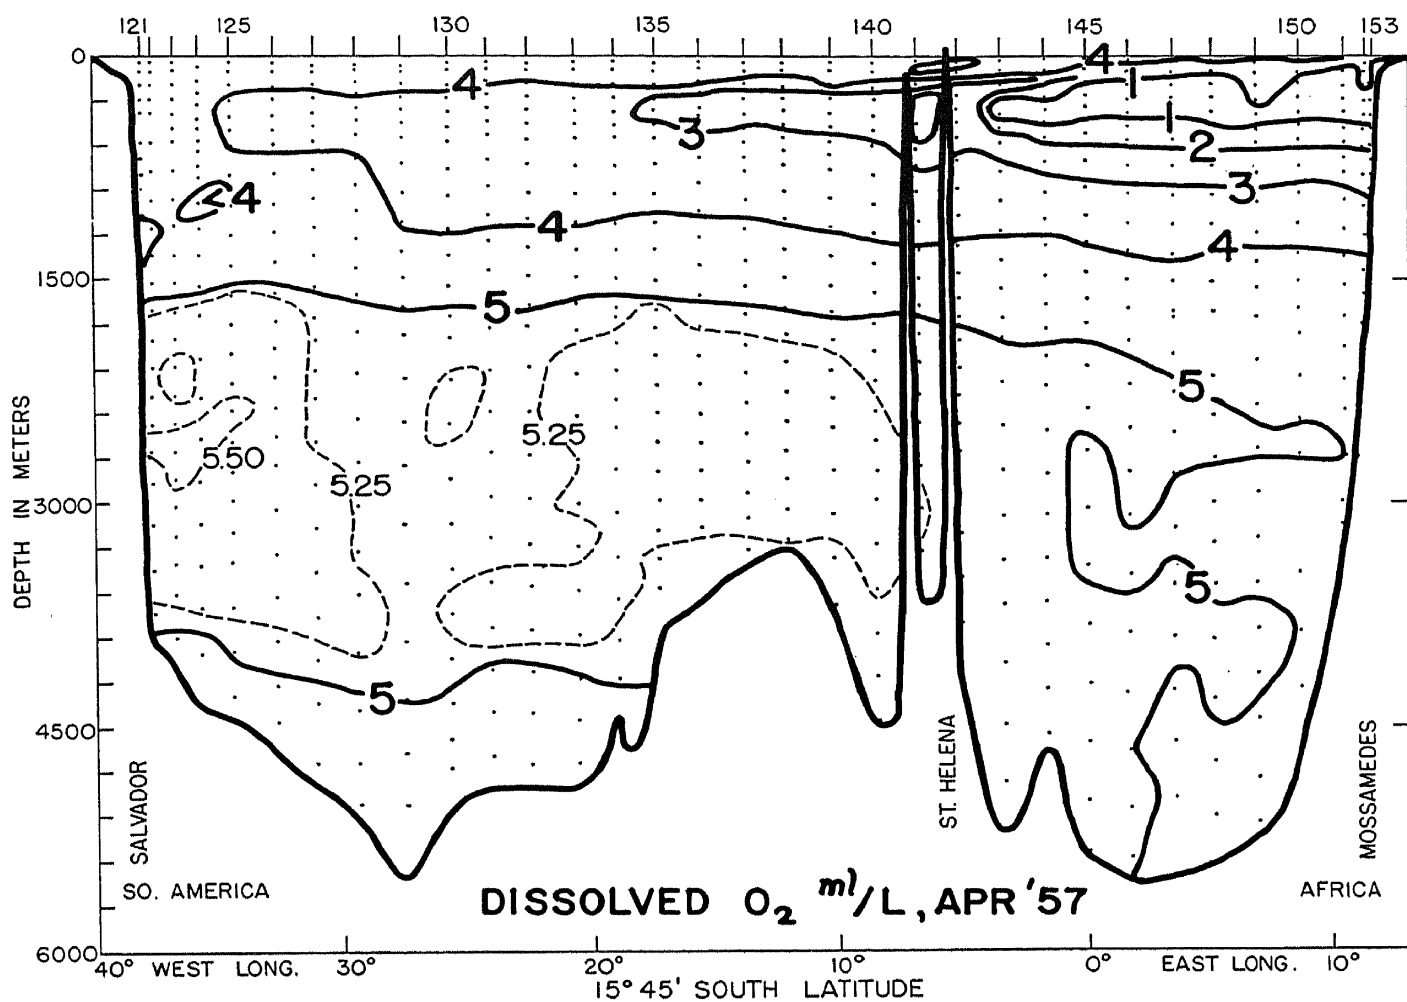 121 125 130 135 140 145 150 153
0
4 4 1
3 1
2
<4 3
4 4
1500
5
5
5.25
5.50
5.25
3000
5
5
4500
DEPTH IN METERS
SALVADOR
ST. HELENA
MOSSAMEDES
SO. AMERICA AFRICA
DISSOLVED O₂ ml/L, APR '57
6000
40° WEST LONG. 30° 20° 10° 0° EAST LONG. 10°
15° 45' SOUTH LATITUDE